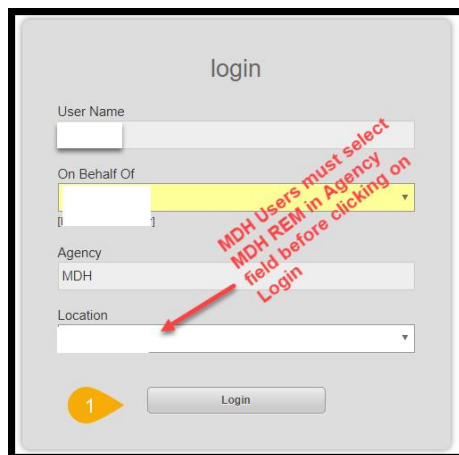 login
User Name
On Behalf Of
MDH Users must select
MDH REM in Agency
field before clicking on
Login
Agency
MDH
Location
1
Login